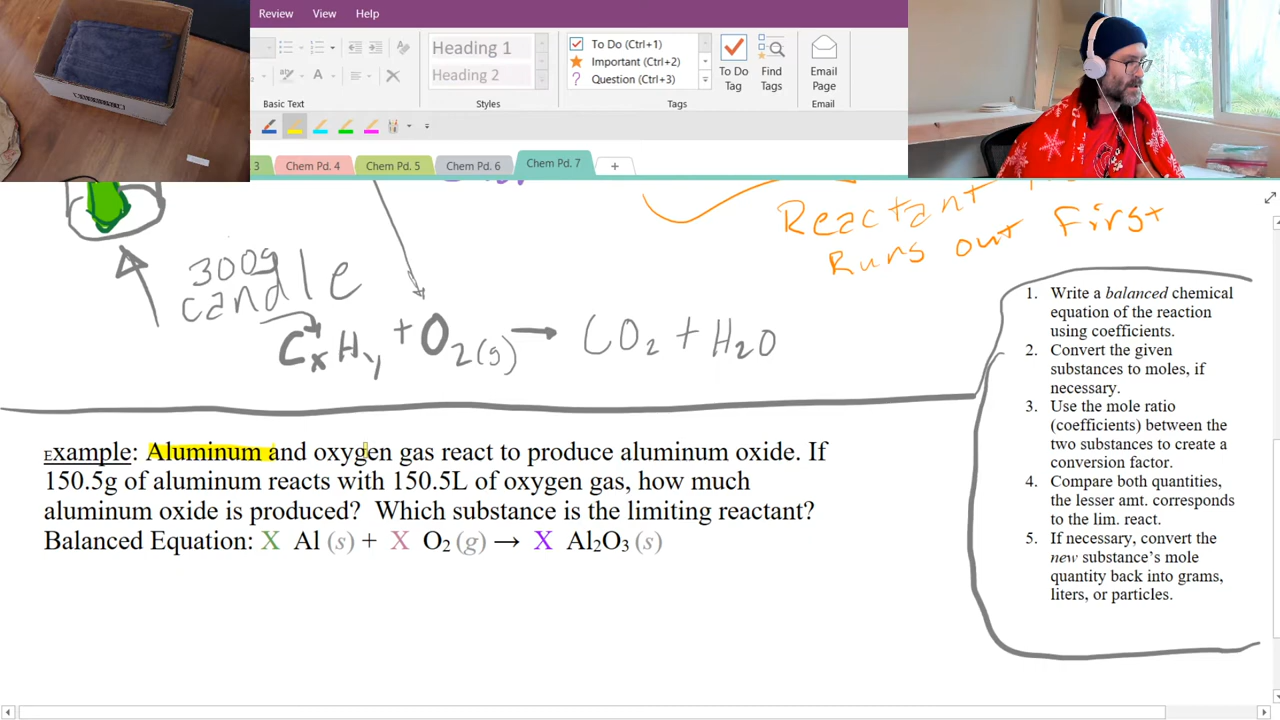 Review View Help
Heading 1
Heading 2
To Do (Ctrl+1)
Important (Ctrl+2)
Question (Ctrl+3)
To Do Tag
Find Tags
Email Page
Basic Text Styles Tags Email
3 Chem Pd. 4 Chem Pd. 5 Chem Pd. 6 Chem Pd. 7 +
Reactant
Runs out First
300g
candle
CxHy + O2(g) → CO2 + H2O
Example: Aluminum and oxygen gas react to produce aluminum oxide. If
150.5g of aluminum reacts with 150.5L of oxygen gas, how much
aluminum oxide is produced? Which substance is the limiting reactant?
Balanced Equation: X Al (s) + X O2 (g) → X Al2O3 (s)
1. Write a balanced chemical
equation of the reaction
using coefficients.
2. Convert the given
substances to moles, if
necessary.
3. Use the mole ratio
(coefficients) between the
two substances to create a
conversion factor.
4. Compare both quantities,
the lesser amt. corresponds
to the lim. react.
5. If necessary, convert the
new substance's mole
quantity back into grams,
liters, or particles.